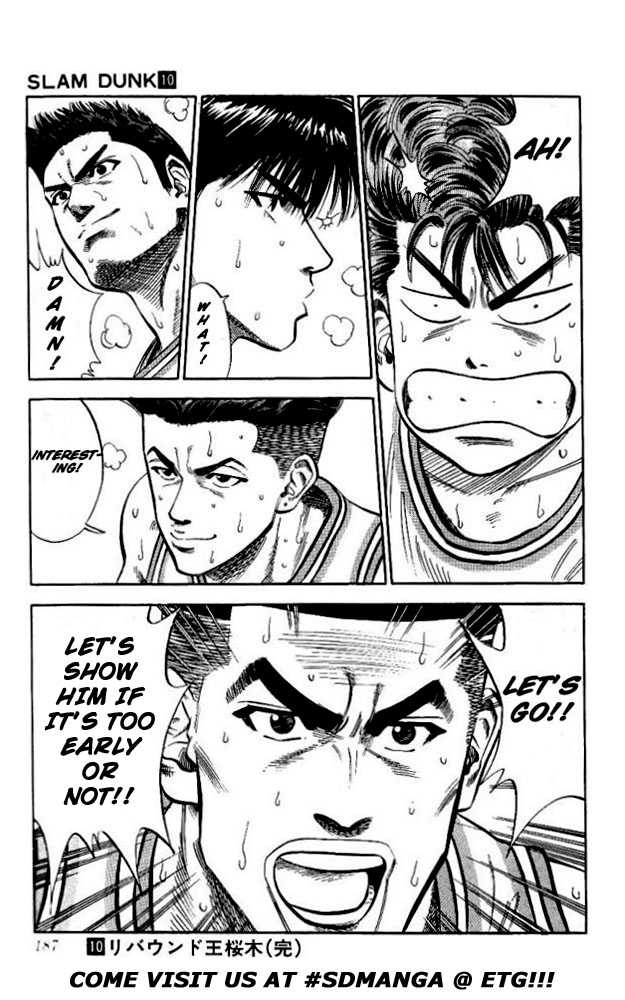 SLAM DUNK 10
DAMN!
WHAT!
AH!
INTEREST-
ING!
LET'S
SHOW
HIM IF
IT'S TOO
EARLY
OR
NOT!!
LET'S
GO!!
187
10 リバウンド王桜木(完)
COME VISIT US AT #SDMANGA @ ETG!!!